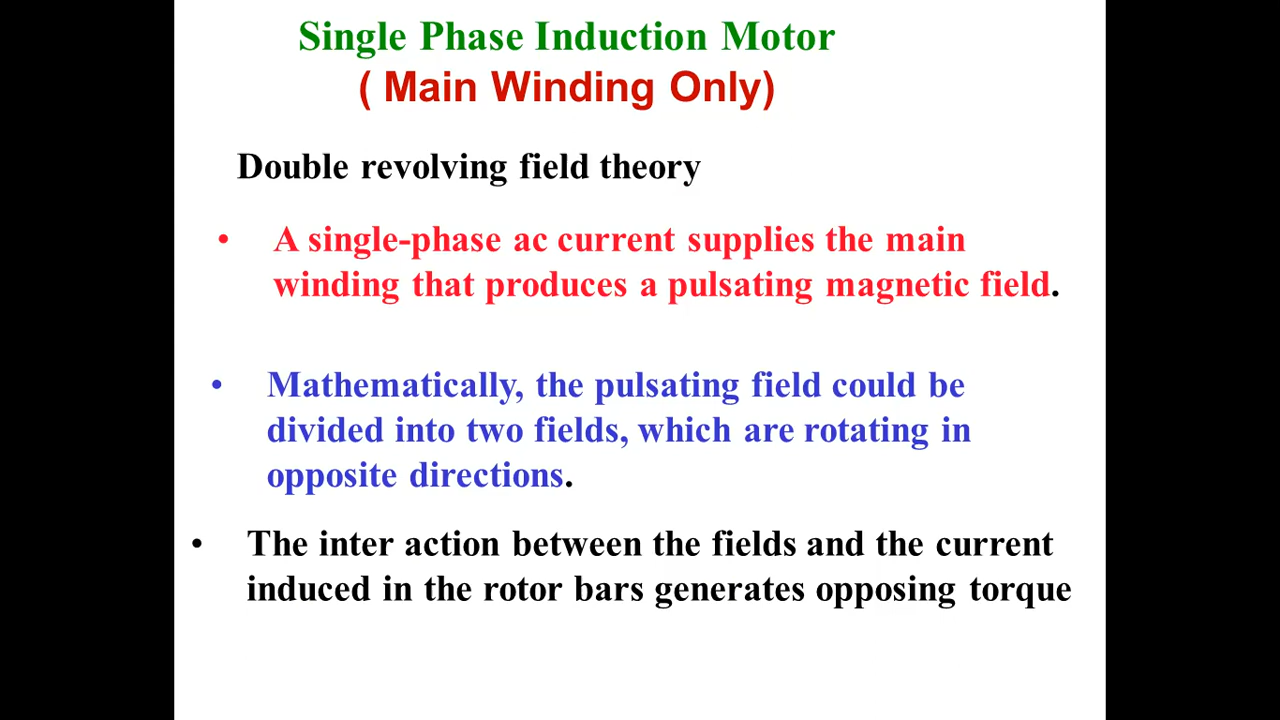 Single Phase Induction Motor
( Main Winding Only)
Double revolving field theory
• A single-phase ac current supplies the main
winding that produces a pulsating magnetic field.
• Mathematically, the pulsating field could be
divided into two fields, which are rotating in
opposite directions.
• The inter action between the fields and the current
induced in the rotor bars generates opposing torque